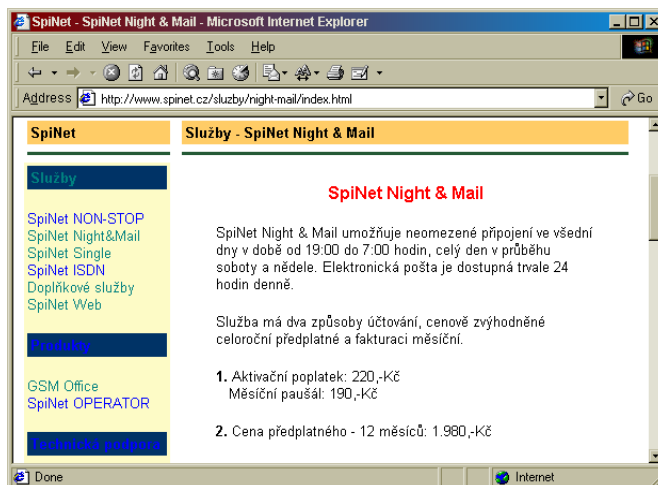 SpiNet - SpiNet Night & Mail - Microsoft Internet Explorer
File Edit View Favorites Tools Help
Address http://www.spinet.cz/sluzby/night-mail/index.html Go
SpiNet
Služby - SpiNet Night & Mail
Služby
SpiNet NON-STOP
SpiNet Night&Mail
SpiNet Single
SpiNet ISDN
Doplňkové služby
SpiNet Web
Produkty
GSM Office
SpiNet OPERATOR
Technická podpora
SpiNet Night & Mail
SpiNet Night & Mail umožňuje neomezené připojení ve všední
dny v době od 19:00 do 7:00 hodin, celý den v průběhu
soboty a něděle. Elektronická pošta je dostupná trvale 24
hodin denně.
Služba má dva způsoby účtování, cenově zvýhodněné
celoroční předplatné a fakturaci měsíční.
1. Aktivační poplatek: 220,-Kč
Měsíční paušál: 190,-Kč
2. Cena předplatného - 12 měsíců: 1.980,-Kč
Done
Internet